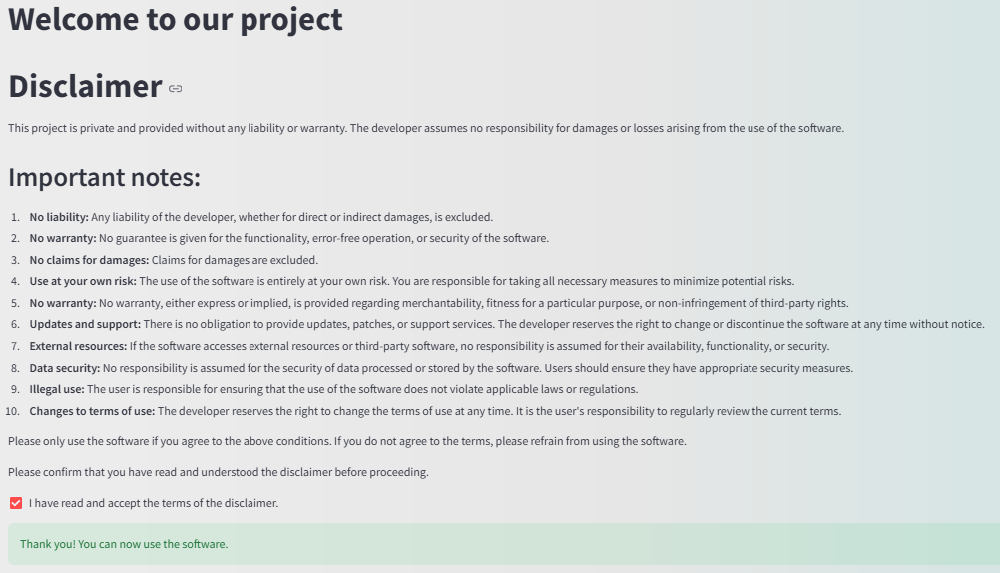 Welcome to our project
Disclaimer
This project is private and provided without any liability or warranty. The developer assumes no responsibility for damages or losses arising from the use of the software.
Important notes:
1. No liability: Any liability of the developer, whether for direct or indirect damages, is excluded.
2. No warranty: No guarantee is given for the functionality, error-free operation, or security of the software.
3. No claims for damages: Claims for damages are excluded.
4. Use at your own risk: The use of the software is entirely at your own risk. You are responsible for taking all necessary measures to minimize potential risks.
5. No warranty: No warranty, either express or implied, is provided regarding merchantability, fitness for a particular purpose, or non-infringement of third-party rights.
6. Updates and support: There is no obligation to provide updates, patches, or support services. The developer reserves the right to change or discontinue the software at any time without notice.
7. External resources: If the software accesses external resources or third-party software, no responsibility is assumed for their availability, functionality, or security.
8. Data security: No responsibility is assumed for the security of data processed or stored by the software. Users should ensure they have appropriate security measures.
9. Illegal use: The user is responsible for ensuring that the use of the software does not violate applicable laws or regulations.
10. Changes to terms of use: The developer reserves the right to change the terms of use at any time. It is the user's responsibility to regularly review the current terms.
Please only use the software if you agree to the above conditions. If you do not agree to the terms, please refrain from using the software.
Please confirm that you have read and understood the disclaimer before proceeding.
I have read and accept the terms of the disclaimer.
Thank you! You can now use the software.